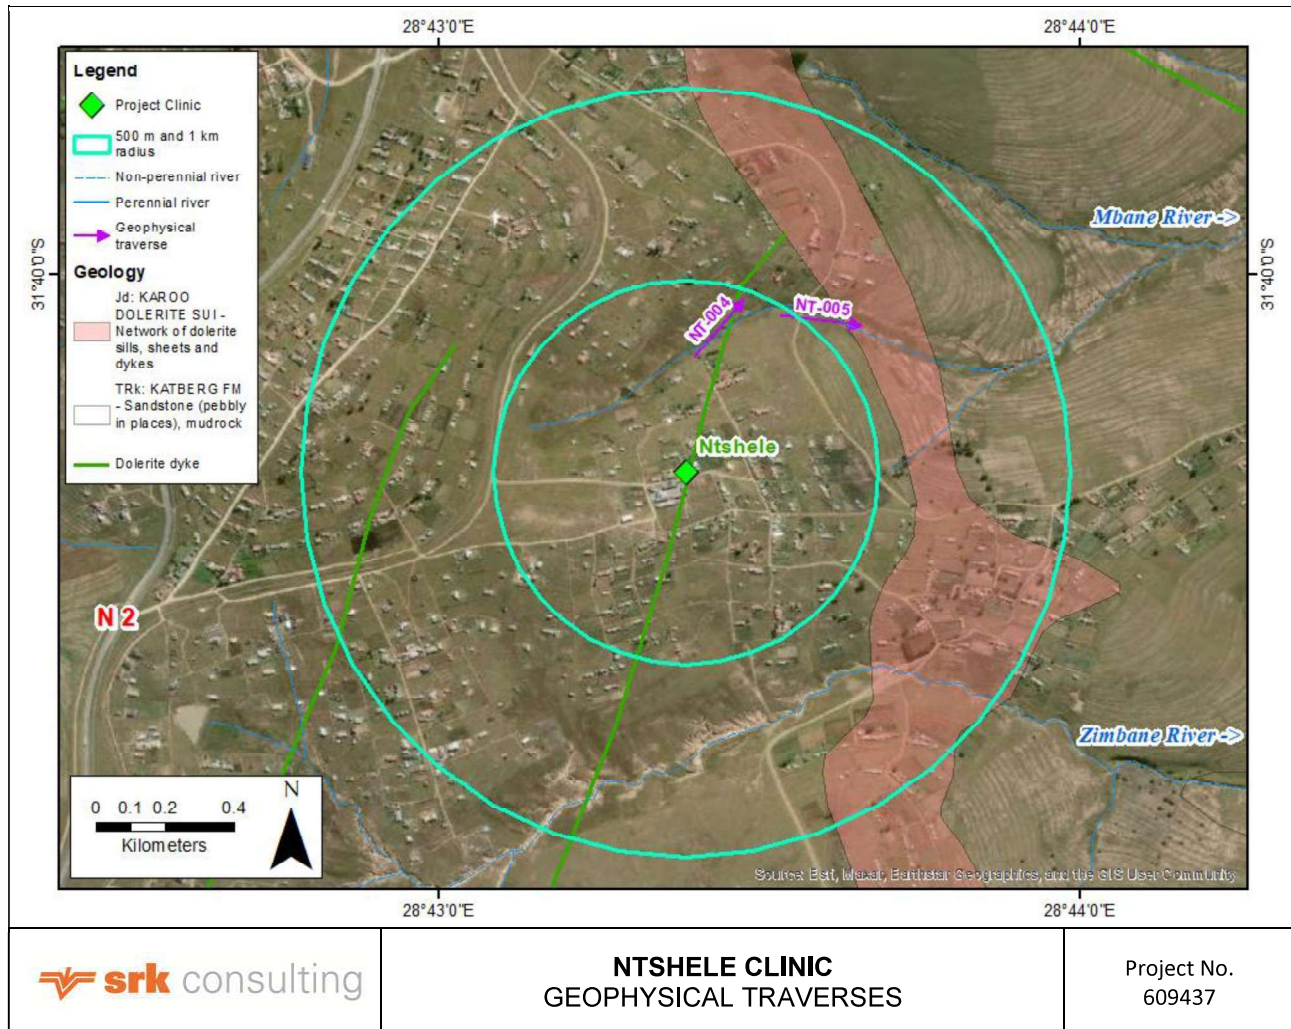 28°43'0"E
28°44'0"E
Legend
Project Clinic
500 m and 1 km
radius
Non-perennial river
Perennial river
Geophysical
traverse
Geology
Jd: KAROO
DOLERITE SUI -
Network of dolerite
sills, sheets and
dykes
TRk: KATBERG FM
- Sandstone (pebbly
in places), mudrock
Dolerite dyke
31°40'0"S
31°40'0"S
Mbane River ->
NT-004
NT-005
Ntshele
N 2
Zimbane River ->
0 0.1 0.2 0.4
Kilometers
N
Source: Esri, Maxar, Earthstar Geographics, and the GIS User Community
28°43'0"E
28°44'0"E
srk consulting
NTSHELE CLINIC
GEOPHYSICAL TRAVERSES
Project No.
609437